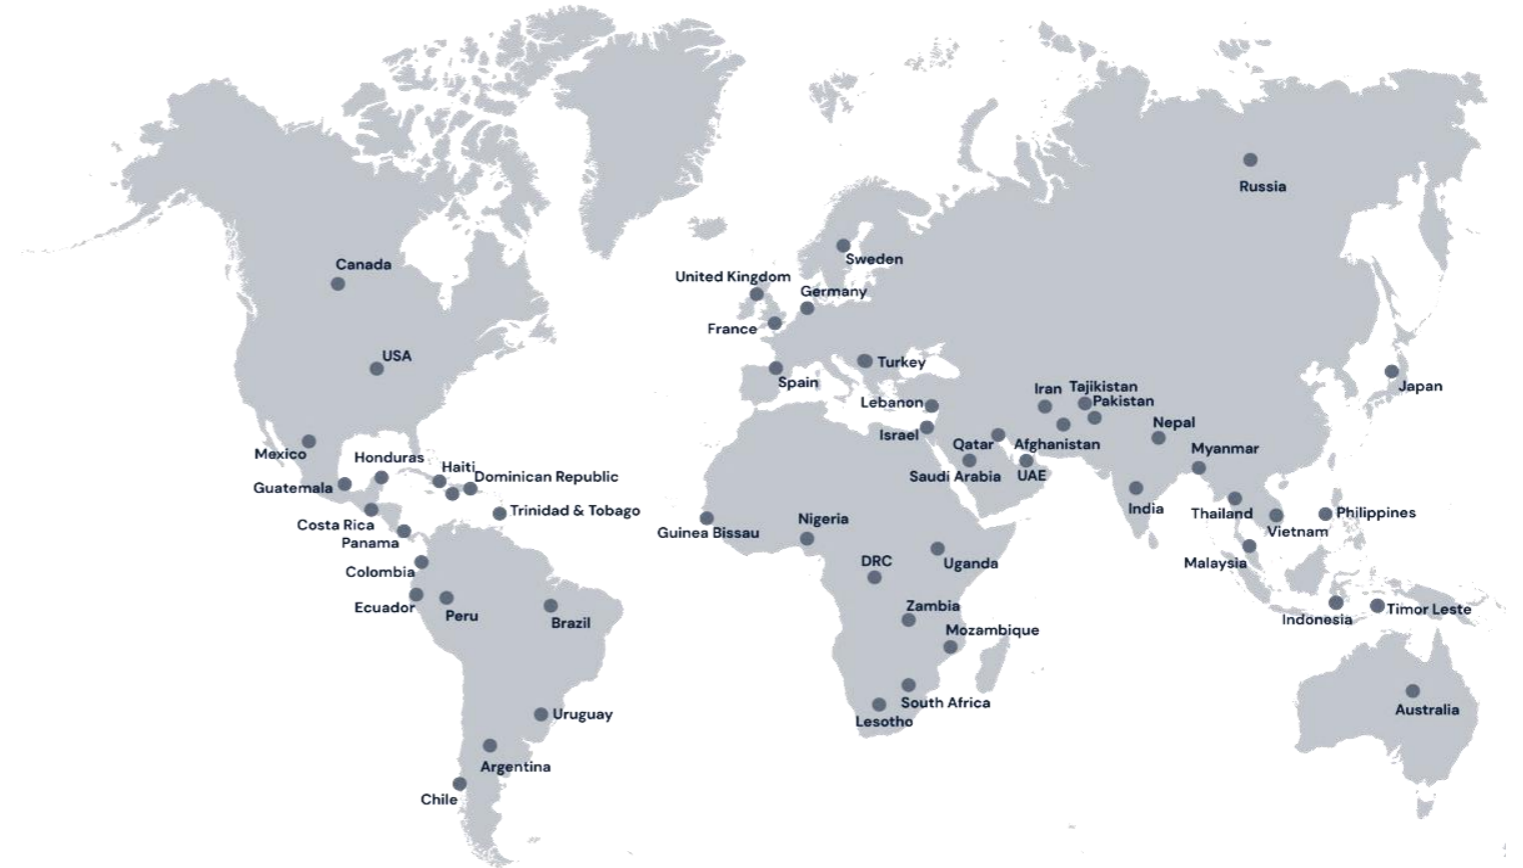 Russia
Sweden
Canada
United Kingdom
Germany
France
USA
Turkey
Spain
Japan
Iran
Tajikistan
Pakistan
Lebanon
Nepal
Israel
Qatar
Afghanistan
Myanmar
Mexico
Honduras
Haiti
Dominican Republic
Saudi Arabia
UAE
Guatemala
India
Trinidad & Tobago
Thailand
Philippines
Costa Rica
Nigeria
Guinea Bissau
Vietnam
Panama
DRC
Uganda
Malaysia
Colombia
Ecuador
Peru
Zambia
Timor Leste
Brazil
Indonesia
Mozambique
South Africa
Australia
Uruguay
Lesotho
Argentina
Chile